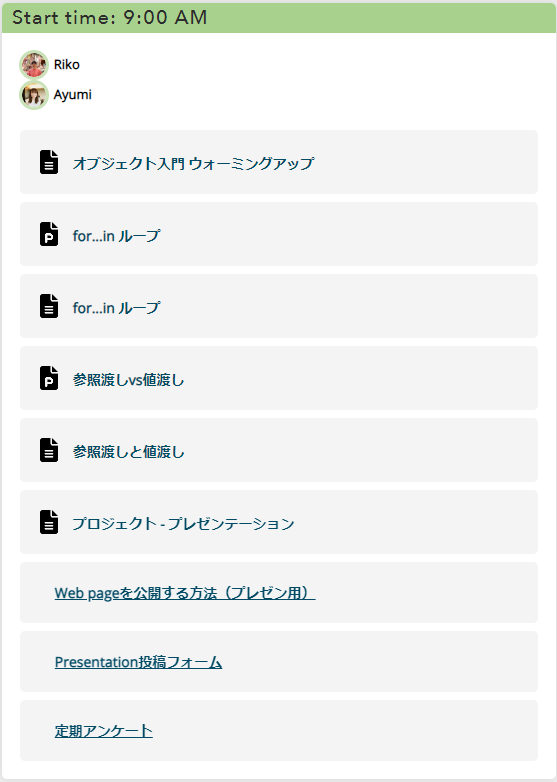 Start time: 9:00 AM
Riko
Ayumi
オブジェクト入門 ウォーミングアップ
for...in ループ
for...in ループ
参照渡しvs値渡し
参照渡しと値渡し
プロジェクト - プレゼンテーション
Web pageを公開する方法（プレゼン用）
Presentation投稿フォーム
定期アンケート